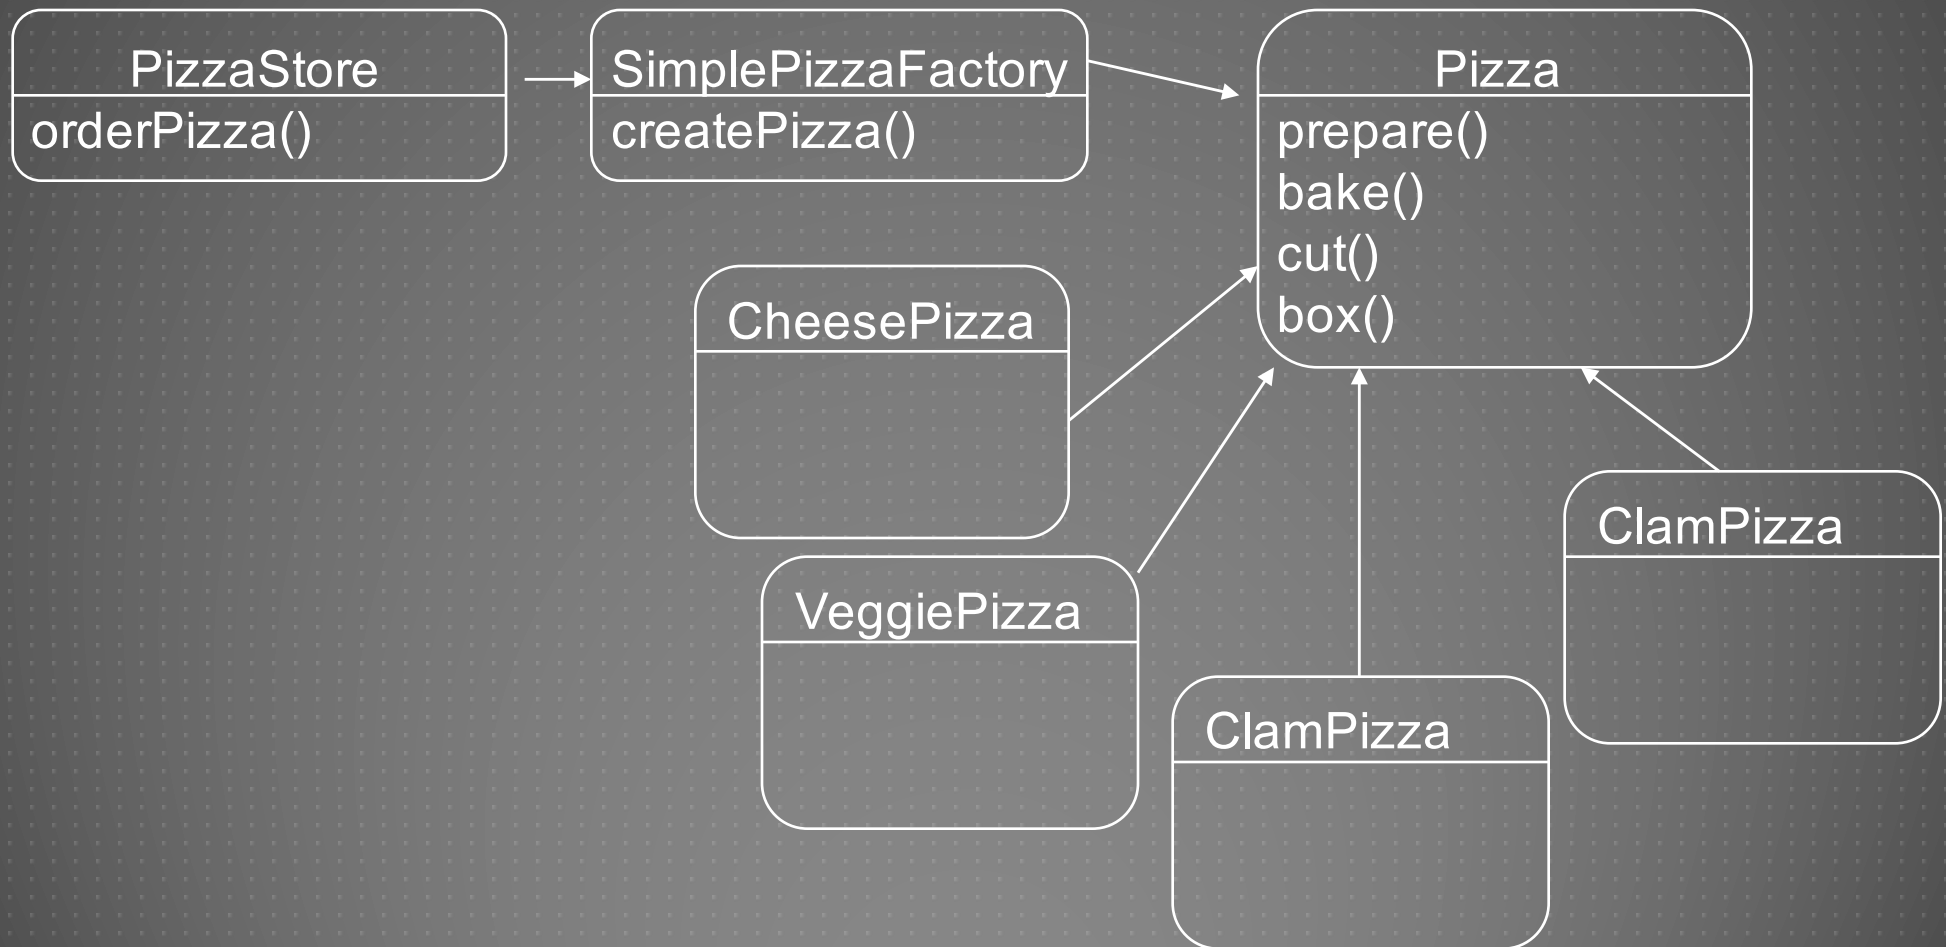 PizzaStore
orderPizza()
SimplePizzaFactory
createPizza()
Pizza
prepare()
bake()
cut()
box()
CheesePizza
VeggiePizza
ClamPizza
ClamPizza